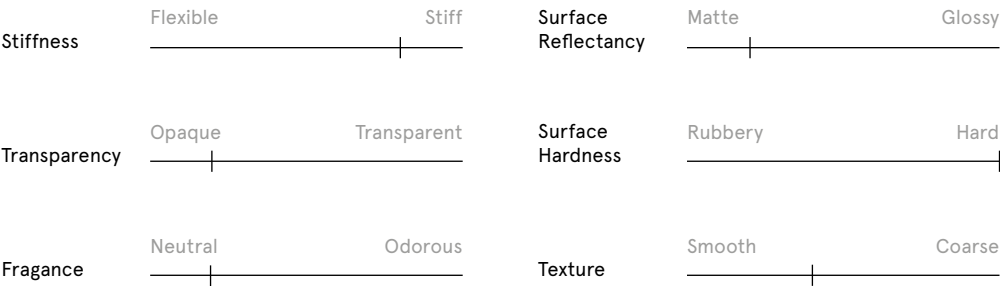 Flexible Stiff
Stiffness
Surface
Reflectancy
Matte Glossy
Opaque Transparent
Transparency
Surface
Hardness
Rubbery Hard
Neutral Odorous
Fragance
Smooth Coarse
Texture